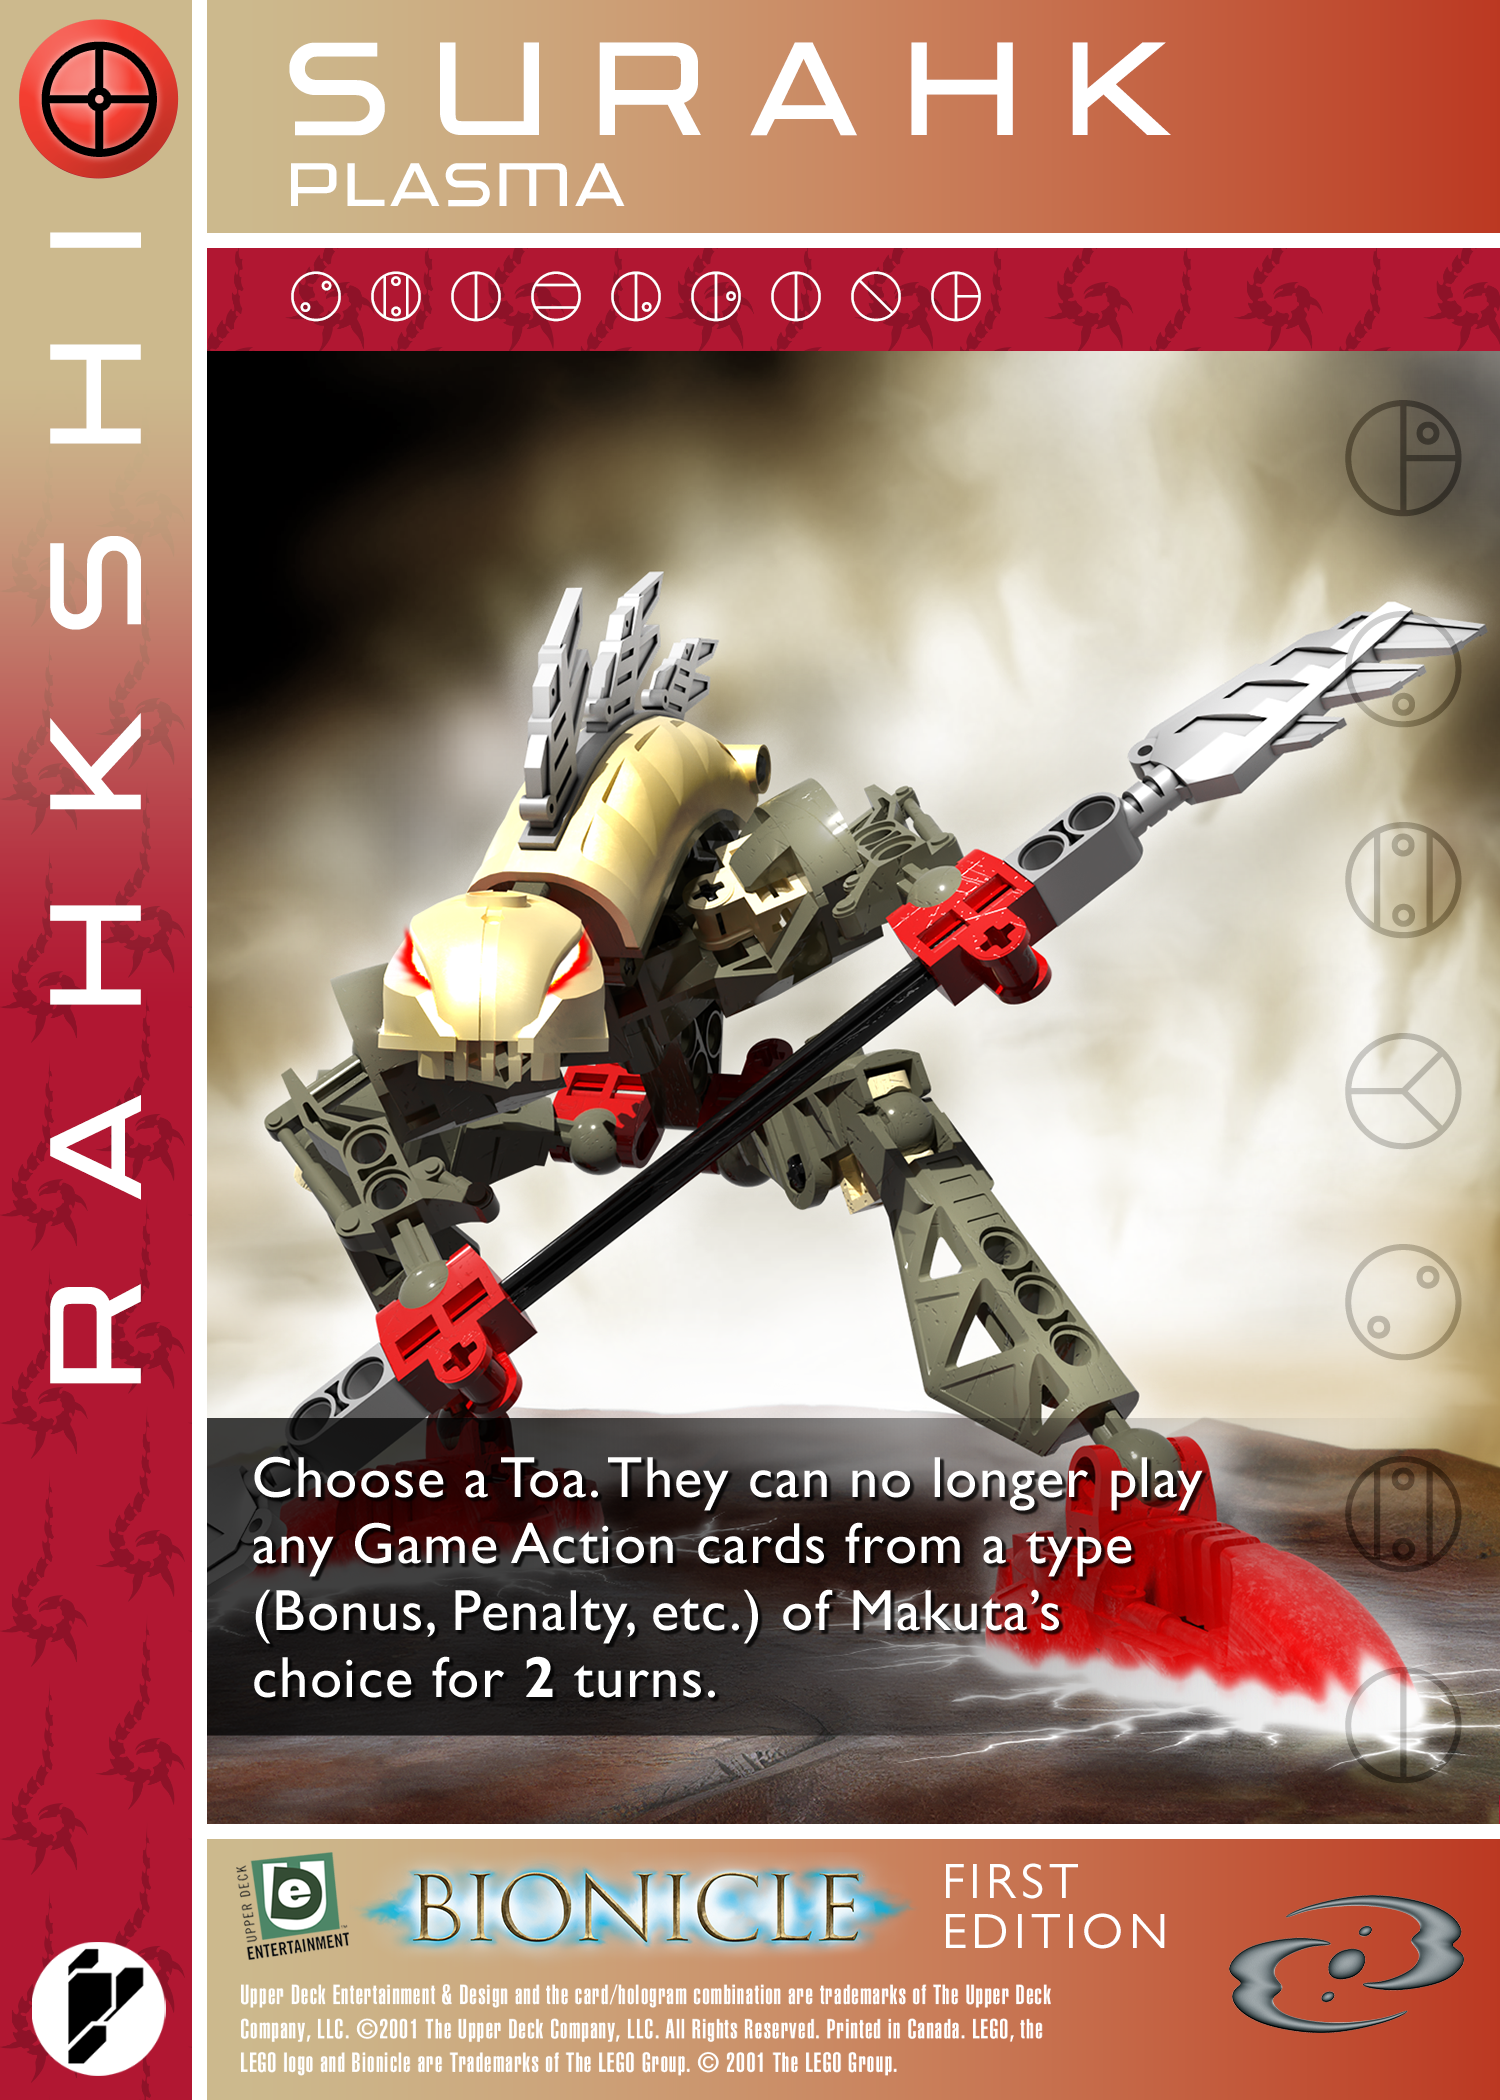 SURAHK
PLASMA
RAHKSHI
Choose a Toa. They can no longer play
any Game Action cards from a type
(Bonus, Penalty, etc.) of Makuta's
choice for 2 turns.
UPPER DECK
e
ENTERTAINMENT
™
BIONICLE
FIRST
EDITION
Upper Deck Entertainment & Design and the card/hologram combination are trademarks of The Upper Deck
Company, LLC. ©2001 The Upper Deck Company, LLC. All Rights Reserved. Printed in Canada. LEGO, the
LEGO logo and Bionicle are Trademarks of The LEGO Group. © 2001 The LEGO Group.